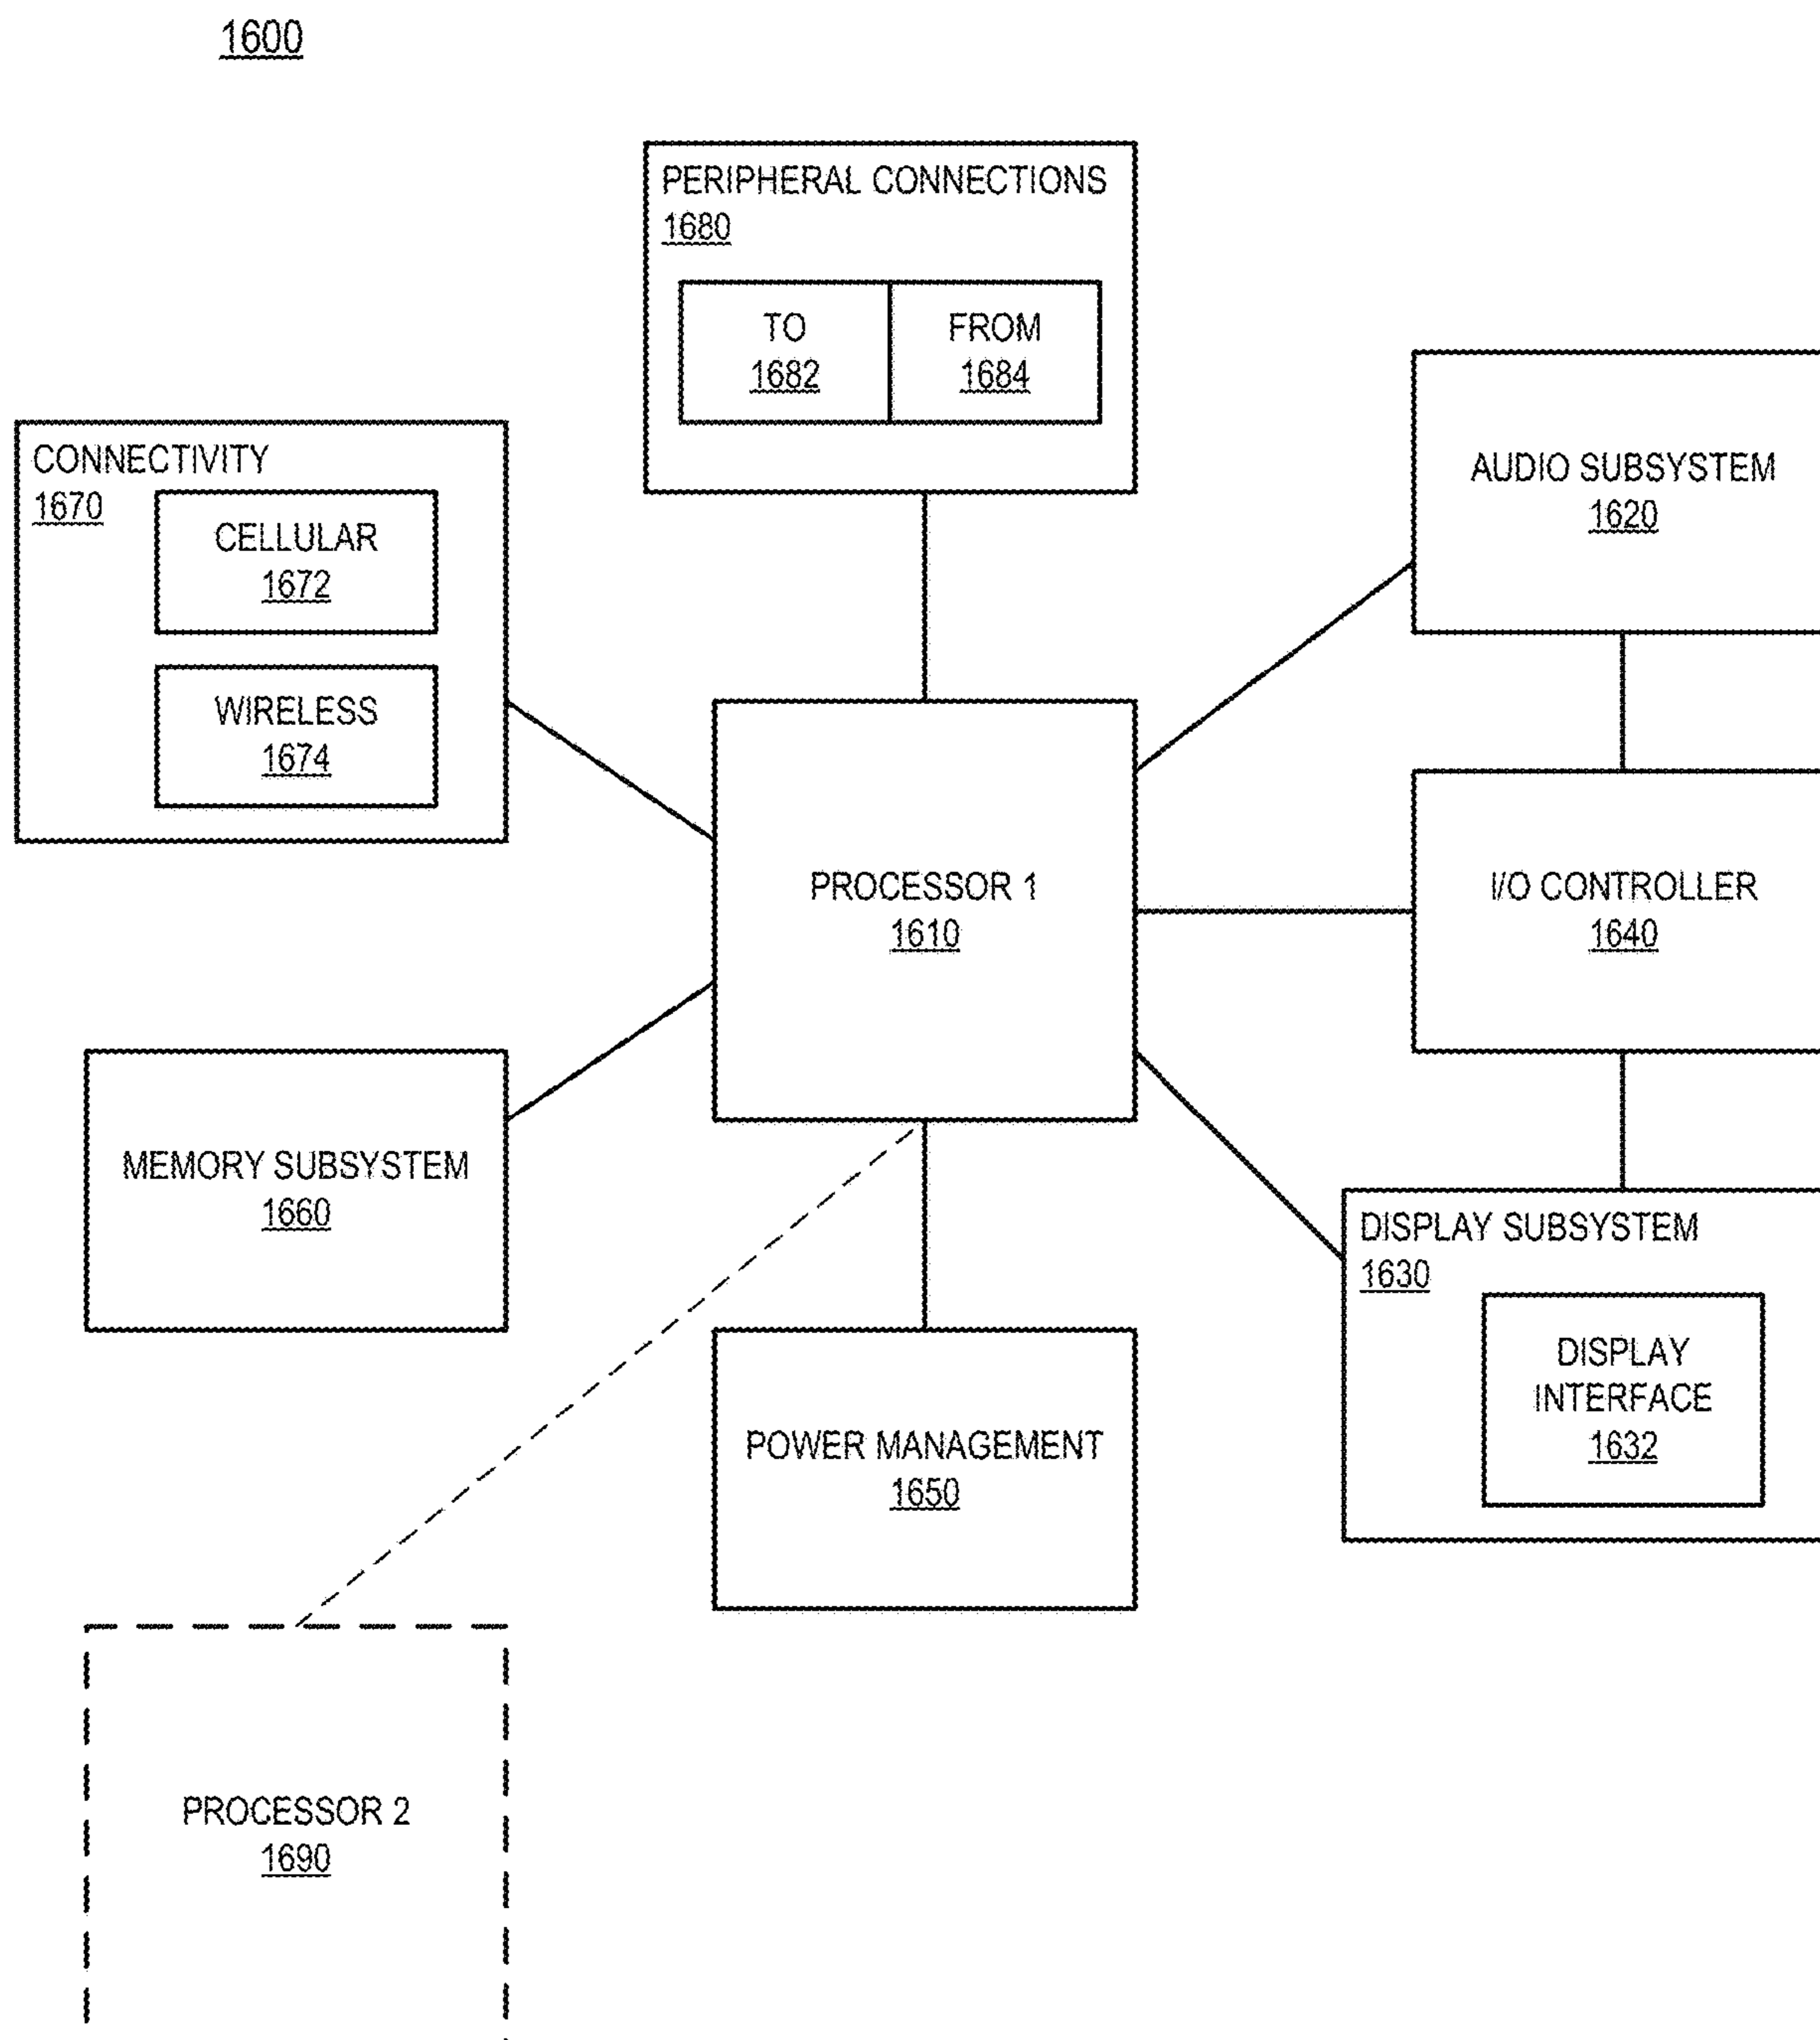 1600
PERIPHERAL CONNECTIONS
1680
TO
1682
FROM
1684
CONNECTIVITY
1670
CELLULAR
1672
WIRELESS
1674
AUDIO SUBSYSTEM
1620
PROCESSOR 1
1610
I/O CONTROLLER
1640
MEMORY SUBSYSTEM
1660
DISPLAY SUBSYSTEM
1630
DISPLAY
INTERFACE
1632
POWER MANAGEMENT
1650
PROCESSOR 2
1690